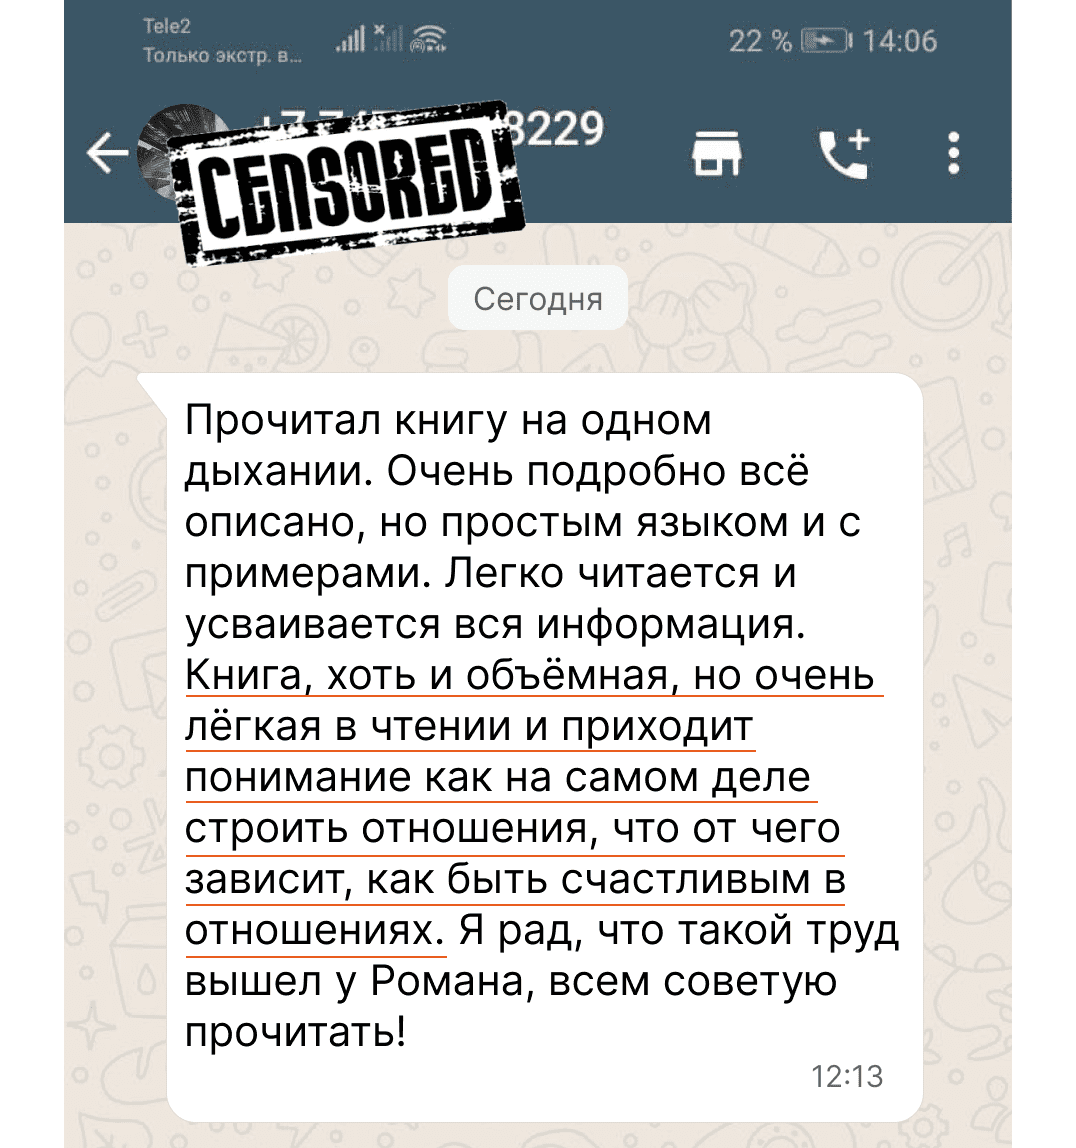 Tele2
Только экстр. в...
22 % 14:06
8229
CENSORED
Сегодня
Прочитал книгу на одном
дыхании. Очень подробно всё
описано, но простым языком и с
примерами. Легко читается и
усваивается вся информация.
Книга, хоть и объёмная, но очень
лёгкая в чтении и приходит
понимание как на самом деле
строить отношения, что от чего
зависит, как быть счастливым в
отношениях. Я рад, что такой труд
вышел у Романа, всем советую
прочитать!
12:13